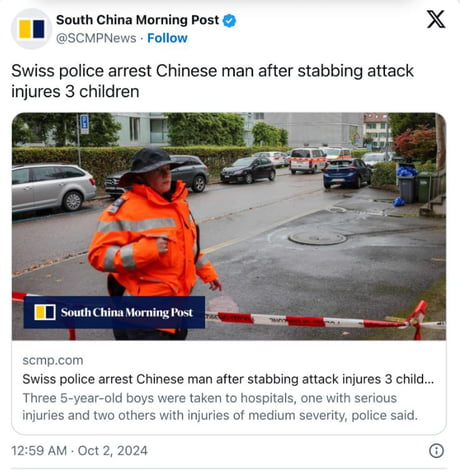 South China Morning Post
@SCMPNews · Follow
Swiss police arrest Chinese man after stabbing attack
injures 3 children
South China Morning Post
scmp.com
Swiss police arrest Chinese man after stabbing attack injures 3 child...
Three 5-year-old boys were taken to hospitals, one with serious
injuries and two others with injuries of medium severity, police said.
12:59 AM · Oct 2, 2024